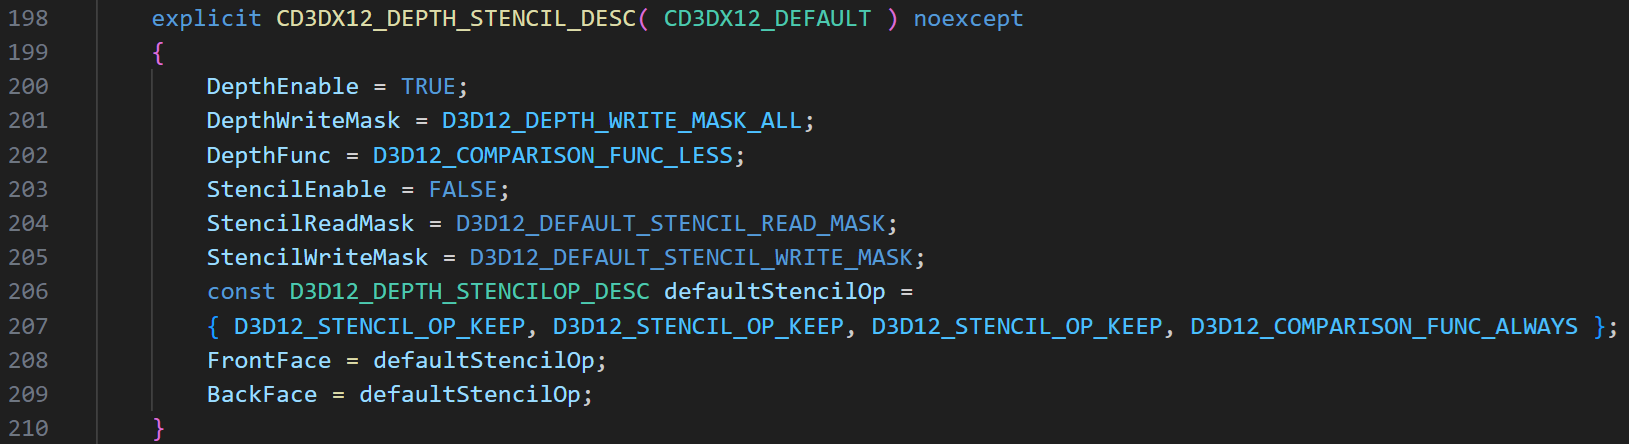 198 explicit CD3DX12_DEPTH_STENCIL_DESC( CD3DX12_DEFAULT ) noexcept
199 {
200 DepthEnable = TRUE;
201 DepthWriteMask = D3D12_DEPTH_WRITE_MASK_ALL;
202 DepthFunc = D3D12_COMPARISON_FUNC_LESS;
203 StencilEnable = FALSE;
204 StencilReadMask = D3D12_DEFAULT_STENCIL_READ_MASK;
205 StencilWriteMask = D3D12_DEFAULT_STENCIL_WRITE_MASK;
206 const D3D12_DEPTH_STENCILOP_DESC defaultStencilOp =
207 { D3D12_STENCIL_OP_KEEP, D3D12_STENCIL_OP_KEEP, D3D12_STENCIL_OP_KEEP, D3D12_COMPARISON_FUNC_ALWAYS };
208 FrontFace = defaultStencilOp;
209 BackFace = defaultStencilOp;
210 }